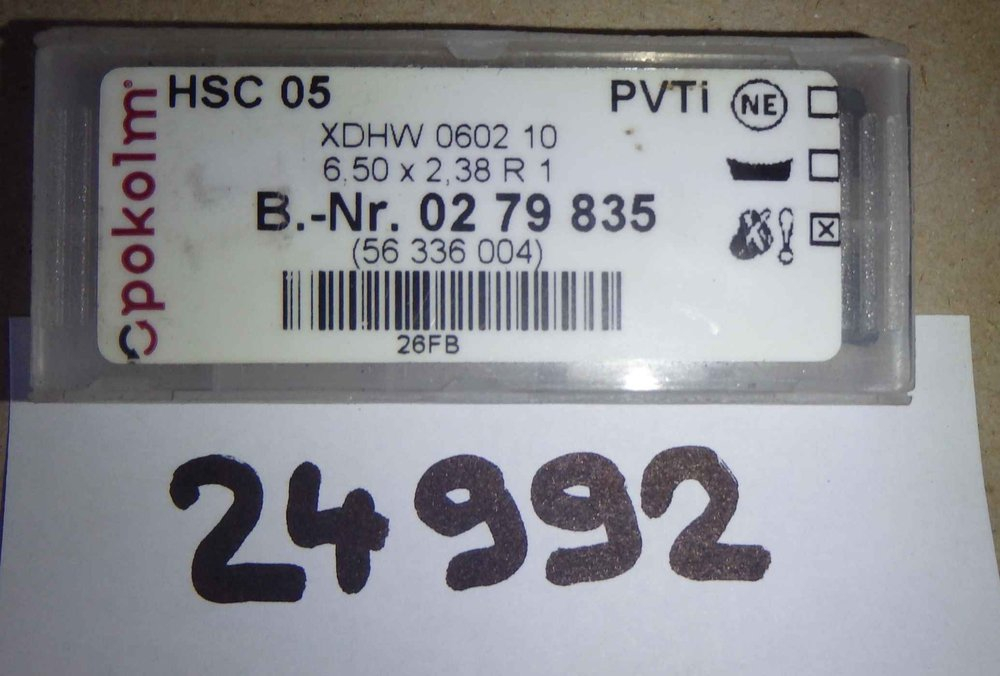 pokolm
HSC 05 PVTi NE
XDHW 0602 10
6,50 x 2,38 R 1
B.-Nr. 02 79 835
(56 336 004)
26FB
24992